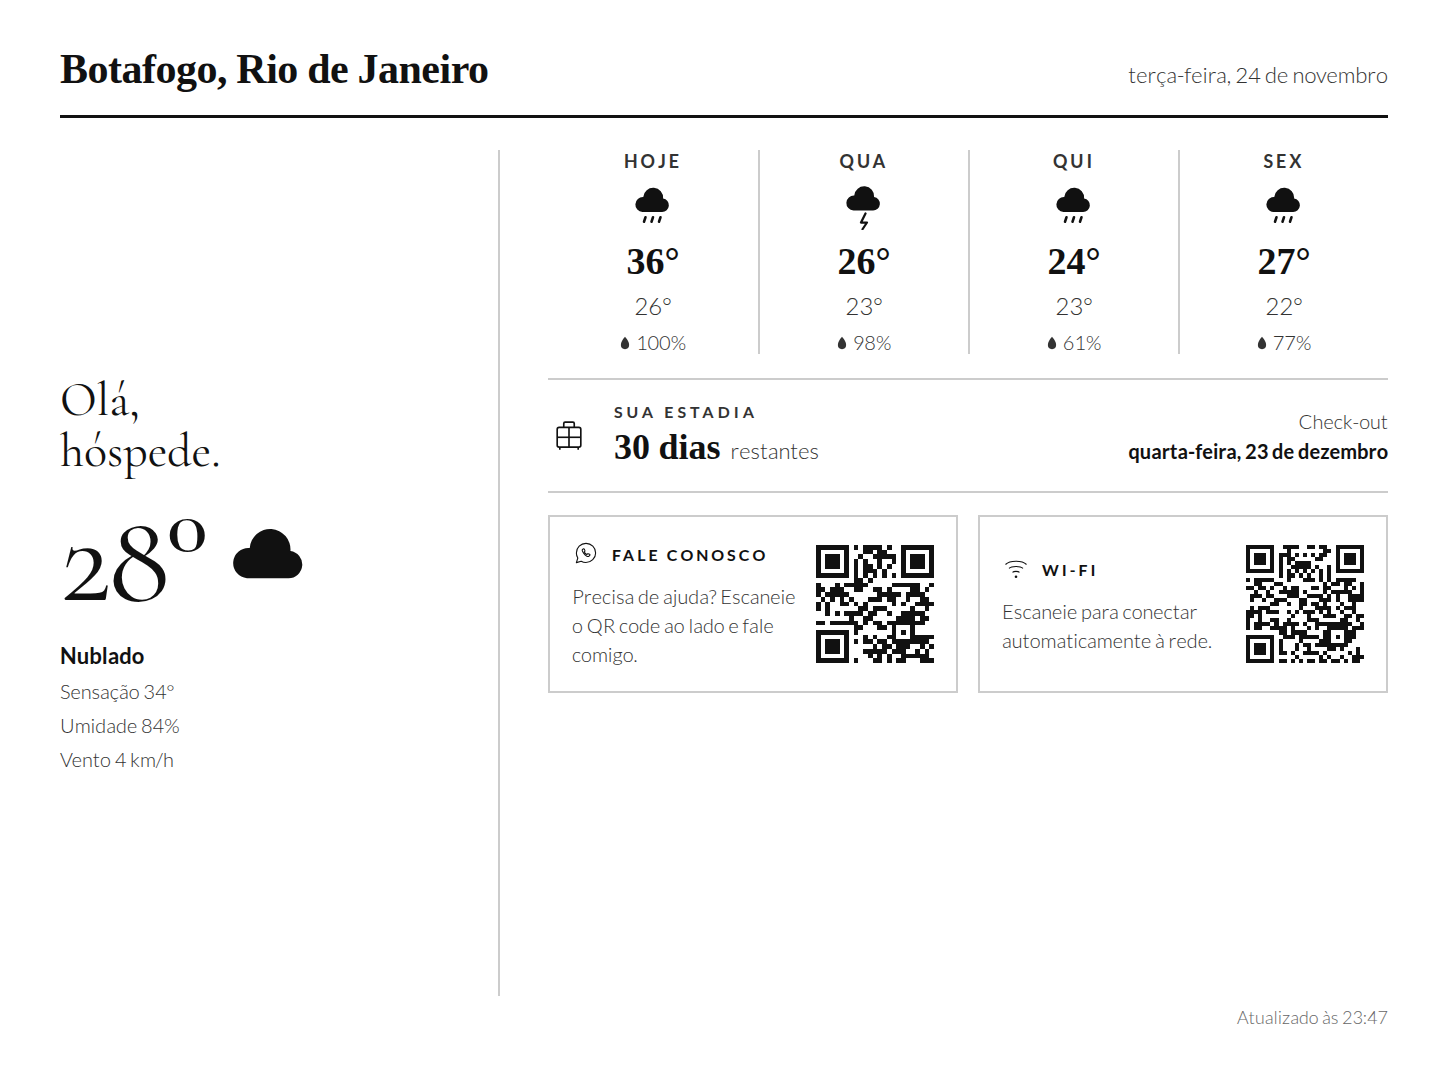 Botafogo, Rio de Janeiro
terça-feira, 24 de novembro
Olá,
hóspede.
28°
Nublado
Sensação 34°
Umidade 84%
Vento 4 km/h
HOJE
36°
26°
100%
QUA
26°
23°
98%
QUI
24°
23°
61%
SEX
27°
22°
77%
SUA ESTADIA
30 dias restantes
Check-out
quarta-feira, 23 de dezembro
FALE CONOSCO
Precisa de ajuda? Escaneie
o QR code ao lado e fale
comigo.
WI-FI
Escaneie para conectar
automaticamente à rede.
Atualizado às 23:47